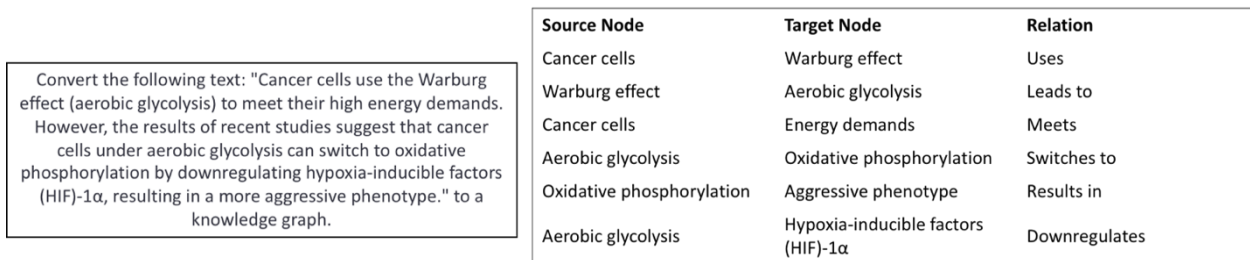 Convert the following text: "Cancer cells use the Warburg
effect (aerobic glycolysis) to meet their high energy demands.
However, the results of recent studies suggest that cancer
cells under aerobic glycolysis can switch to oxidative
phosphorylation by downregulating hypoxia-inducible factors
(HIF)-1α, resulting in a more aggressive phenotype." to a
knowledge graph.
Source Node Target Node Relation
Cancer cells Warburg effect Uses
Warburg effect Aerobic glycolysis Leads to
Cancer cells Energy demands Meets
Aerobic glycolysis Oxidative phosphorylation Switches to
Oxidative phosphorylation Aggressive phenotype Results in
Aerobic glycolysis Hypoxia-inducible factors Downregulates
(HIF)-1α